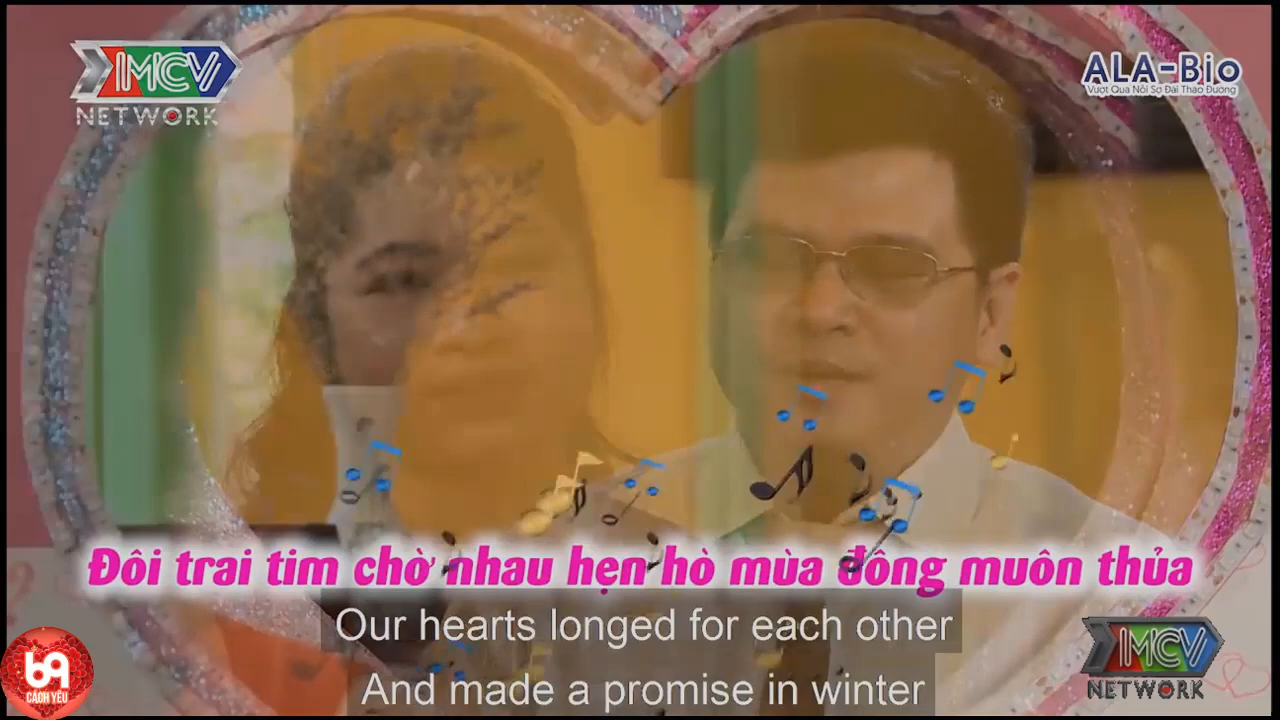 MCV
NETWORK
ALA-Bio
Vượt Qua Nỗi Sợ Đái Tháo Đường
Đôi trai tim chờ nhau hẹn hò mùa đông muôn thủa
Our hearts longed for each other
And made a promise in winter
CÁCH YÊU
MCV
NETWORK